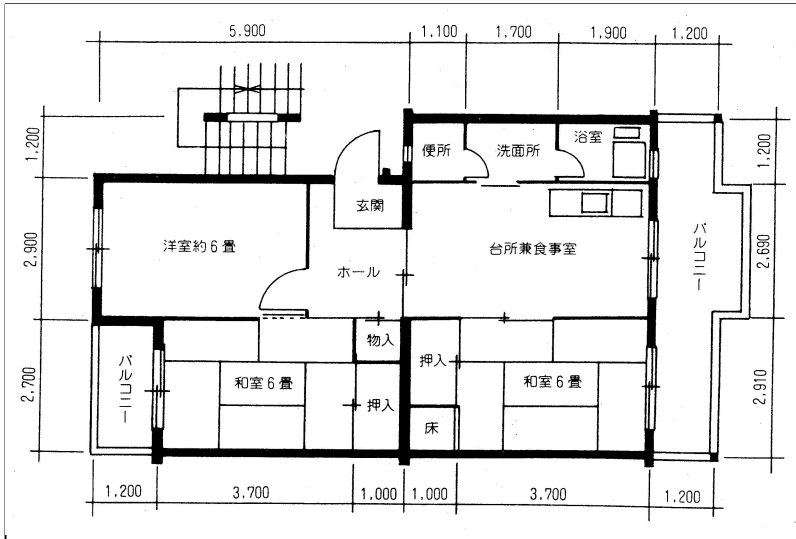 5.900
1,100
1,700
1,900
1,200
1,200
便所
洗面所
浴室
1,200
玄関
洋室約6畳
ホール
台所兼食事室
バルコニー
2.900
2,690
バルコニー
物入
和室6畳
押入
押入
和室6畳
床
2,700
2,910
1,200
3.700
1,000
1,000
3.700
1,200